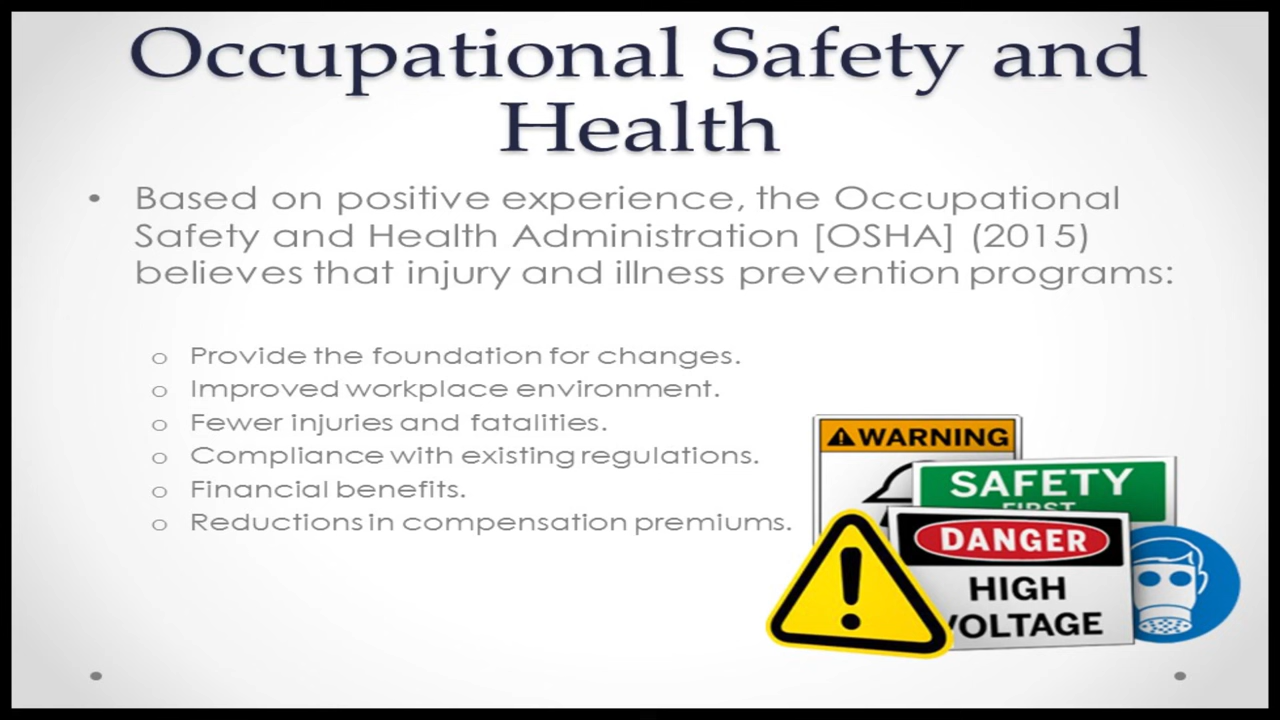 Occupational Safety and
Health
• Based on positive experience, the Occupational
Safety and Health Administration [OSHA] (2015)
believes that injury and illness prevention programs:
o Provide the foundation for changes.
o Improved workplace environment.
o Fewer injuries and fatalities.
o Compliance with existing regulations.
o Financial benefits.
o Reductions in compensation premiums.
WARNING
SAFETY
FIRST
DANGER
HIGH
VOLTAGE